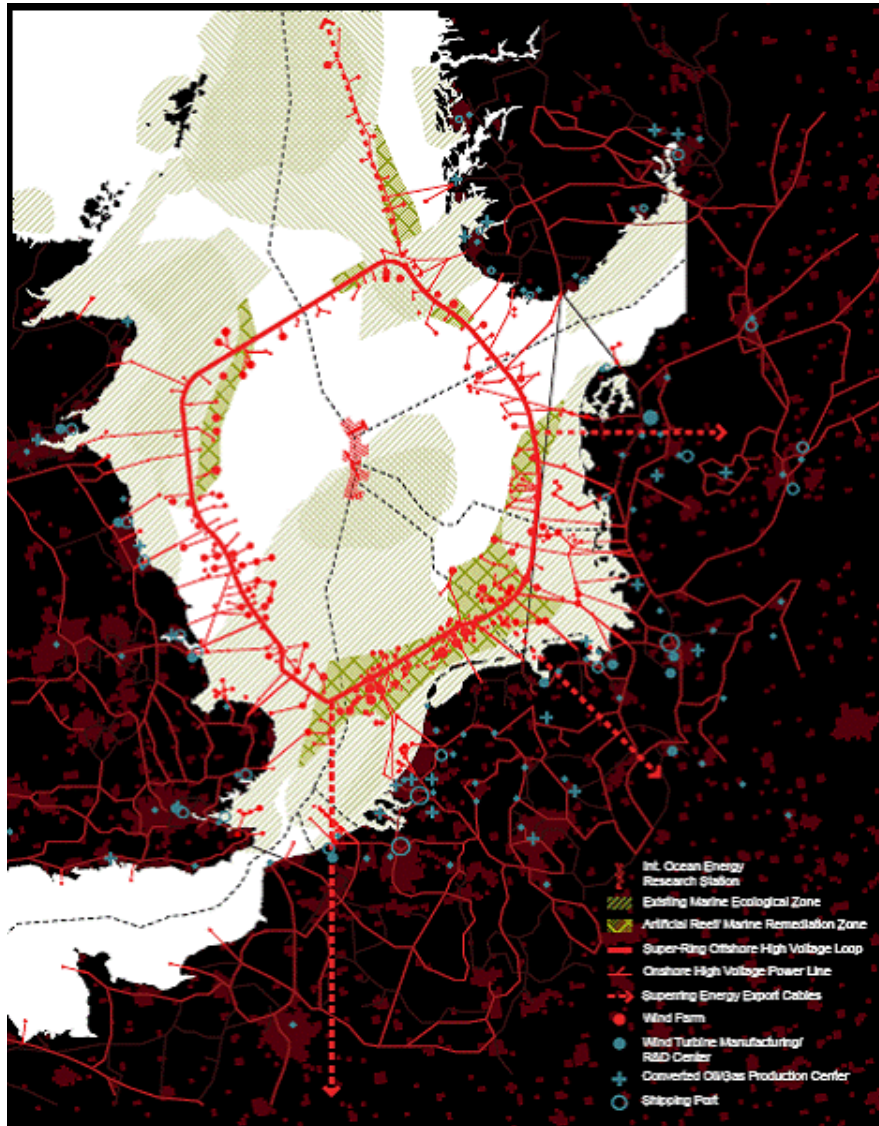 Int. Ocean Energy
Research Station
Existing Marine Ecological Zone
Artificial Reef/ Marine Remediation Zone
Super-Ring Offshore High Voltage Loop
Onshore High Voltage Power Line
Superring Energy Export Cables
Wind Farm
Wind Turbine Manufacturing/
R&D Center
Converted Oil/Gas Production Center
Shipping Port